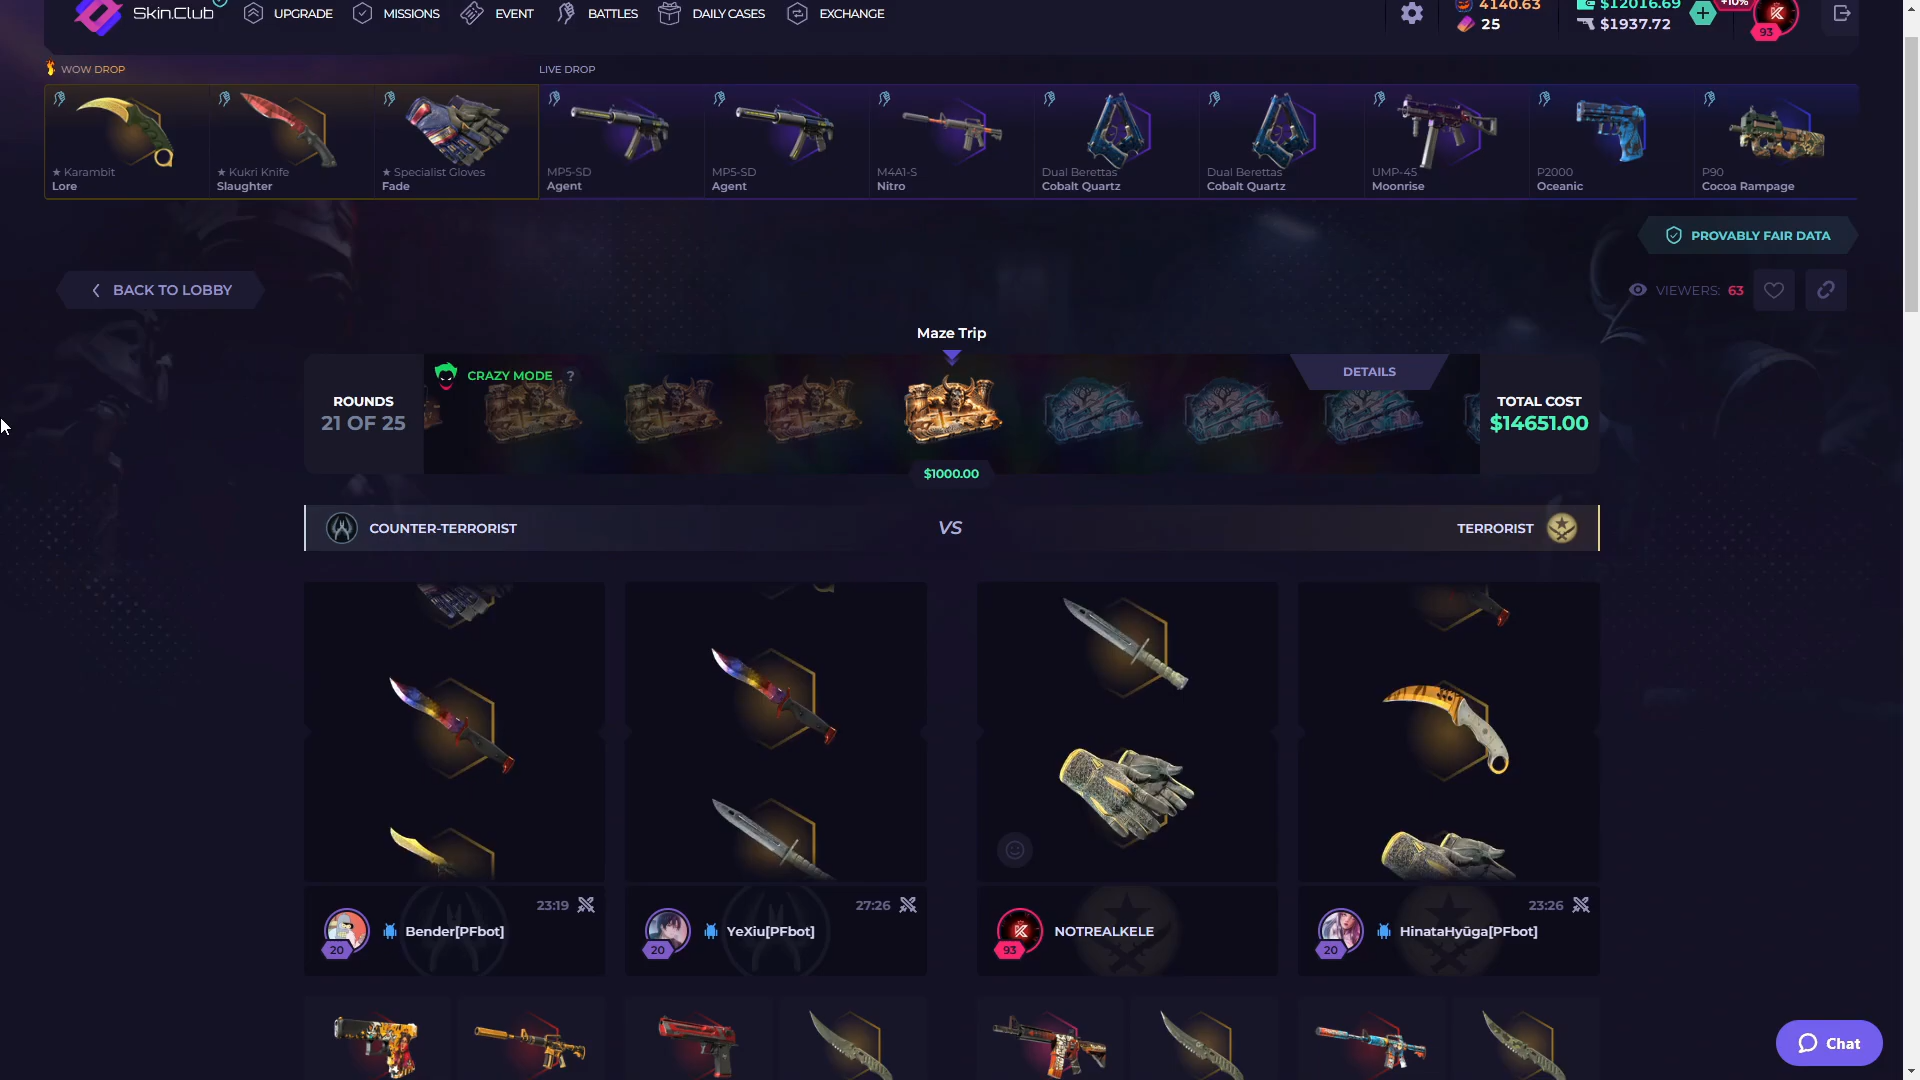 Skin.Club
UPGRADE
MISSIONS
EVENT
BATTLES
DAILY CASES
EXCHANGE
4140.63
25
$12016.69
$1937.72
+10%
93
WOW DROP
LIVE DROP
★ Karambit
Lore
★ Kukri Knife
Slaughter
★ Specialist Gloves
Fade
MP5-SD
Agent
MP5-SD
Agent
M4A1-S
Nitro
Dual Berettas
Cobalt Quartz
Dual Berettas
Cobalt Quartz
UMP-45
Moonrise
P2000
Oceanic
P90
Cocoa Rampage
PROVABLY FAIR DATA
BACK TO LOBBY
VIEWERS: 63
Maze Trip
ROUNDS
21 OF 25
CRAZY MODE ?
DETAILS
TOTAL COST
$14651.00
$1000.00
COUNTER-TERRORIST
VS
TERRORIST
23:19
Bender[PFbot]
20
27:26
YeXiu[PFbot]
20
NOTREALKELE
93
23:26
HinataHyūga[PFbot]
20
Chat